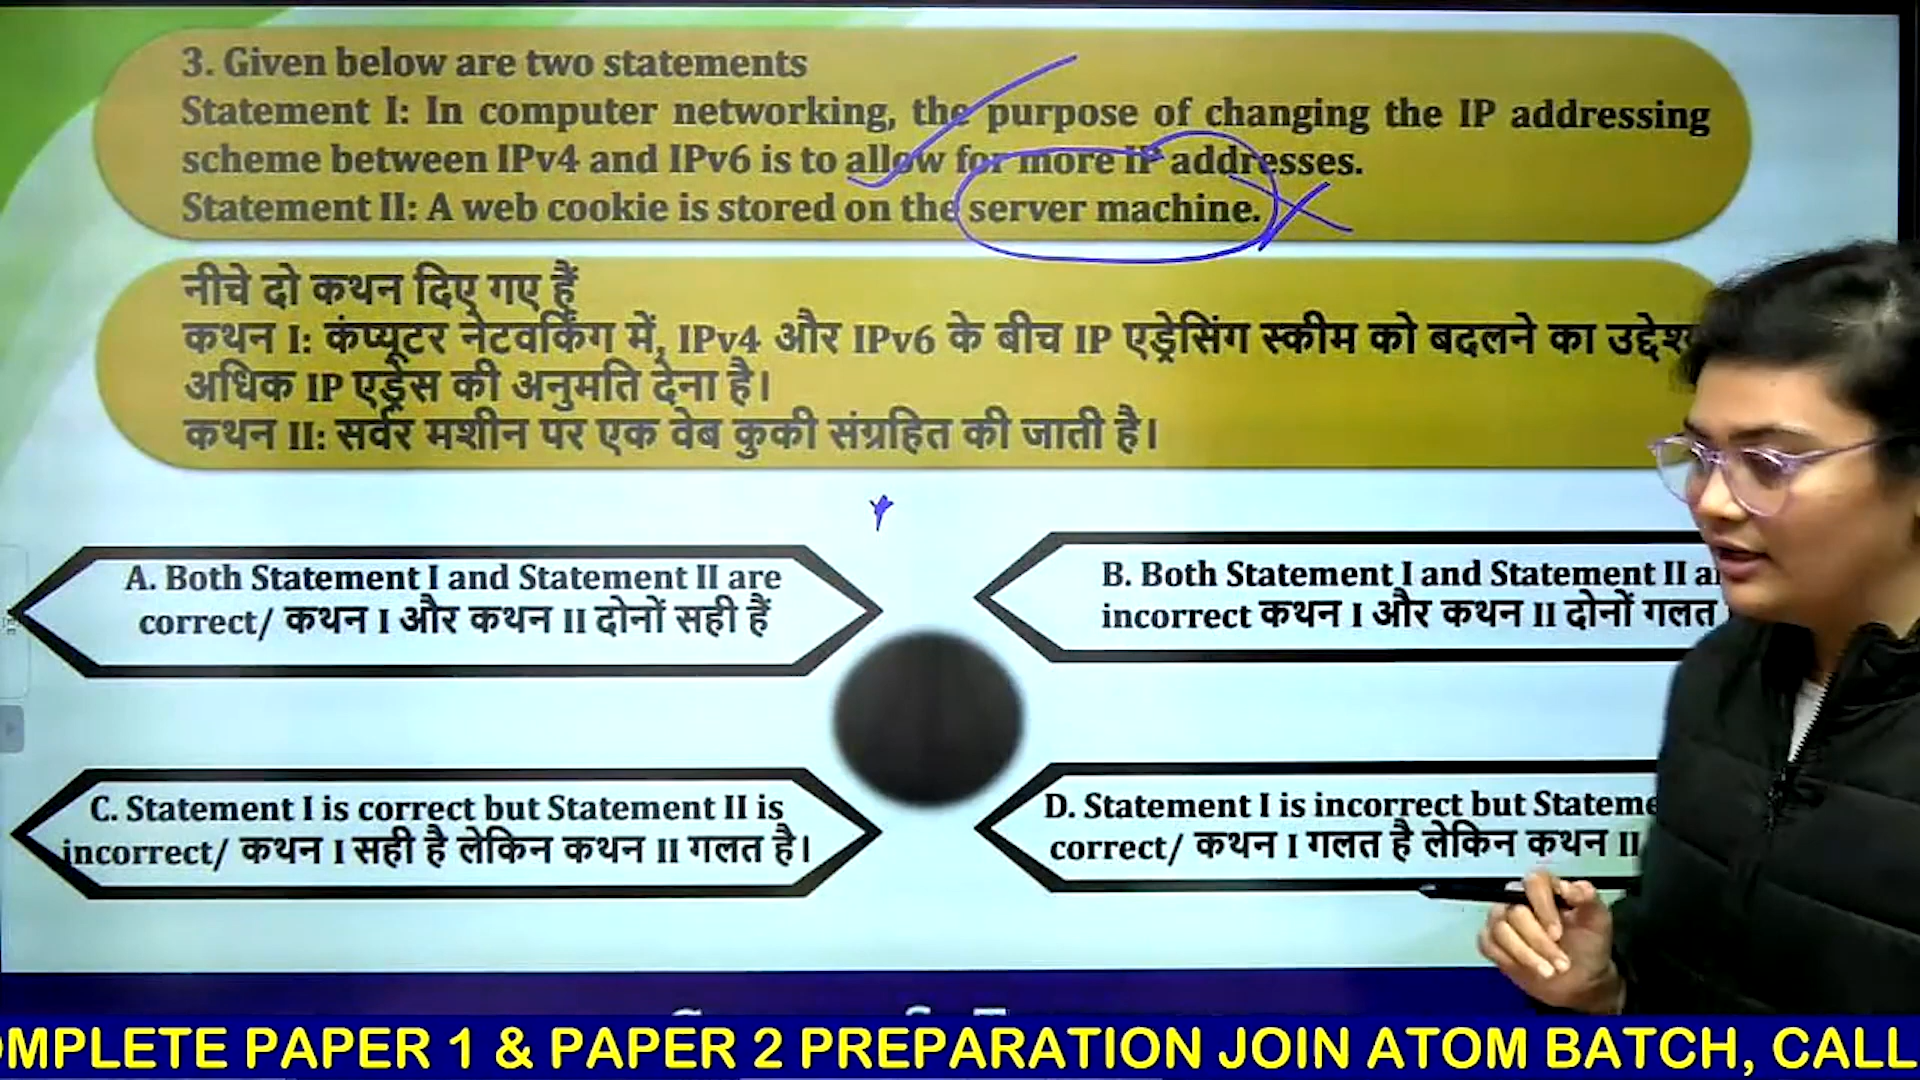 3. Given below are two statements
Statement I: In computer networking, the purpose of changing the IP addressing
scheme between IPv4 and IPv6 is to allow for more IP addresses.
Statement II: A web cookie is stored on the server machine.
नीचे दो कथन दिए गए हैं
कथन I: कंप्यूटर नेटवर्किंग में, IPv4 और IPv6 के बीच IP एड्रेसिंग स्कीम को बदलने का
अधिक IP एड्रेस की अनुमति देना है।
कथन II: सर्वर मशीन पर एक वेब कुकी संग्रहित की जाती है।
A. Both Statement I and Statement II are
correct/ कथन I और कथन II दोनों सही हैं
B. Both Statement I and Statement II
incorrect कथन I और कथन II दोनों गलत
C. Statement I is correct but Statement II is
incorrect/ कथन I सही है लेकिन कथन II गलत है।
D. Statement I is incorrect but
correct/ कथन I गलत है लेकिन कथन II
OMPLETE PAPER 1 & PAPER 2 PREPARATION JOIN ATOM BATCH, CALL